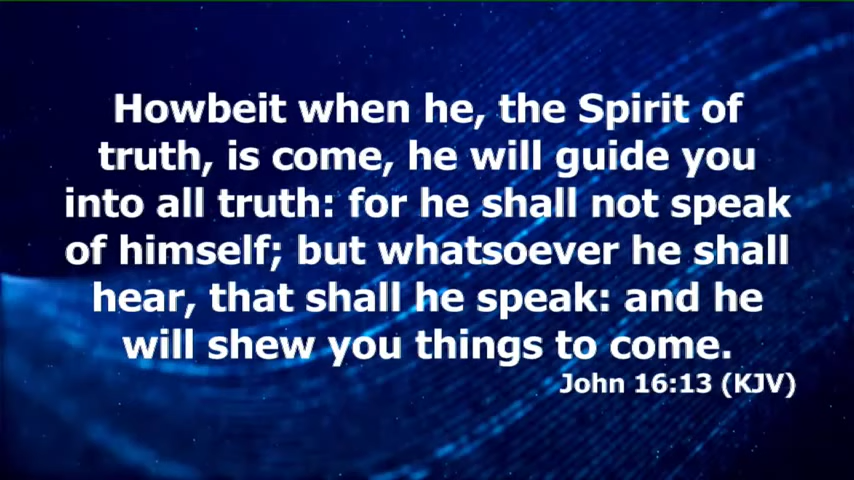 Howbeit when he, the Spirit of
truth, is come, he will guide you
into all truth: for he shall not speak
of himself; but whatsoever he shall
hear, that shall he speak: and he
will shew you things to come.
John 16:13 (KJV)